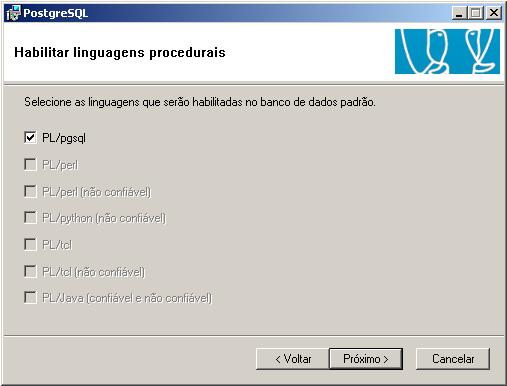 PostgreSQL
Habilitar linguagens procedurais
Selecione as linguagens que serão habilitadas no banco de dados padrão.
PL/pgsql
PL/perl
PL/perl (não confiável)
PL/python (não confiável)
PL/tcl
PL/tcl (não confiável)
PL/Java (confiável e não confiável)
< Voltar
Próximo >
Cancelar